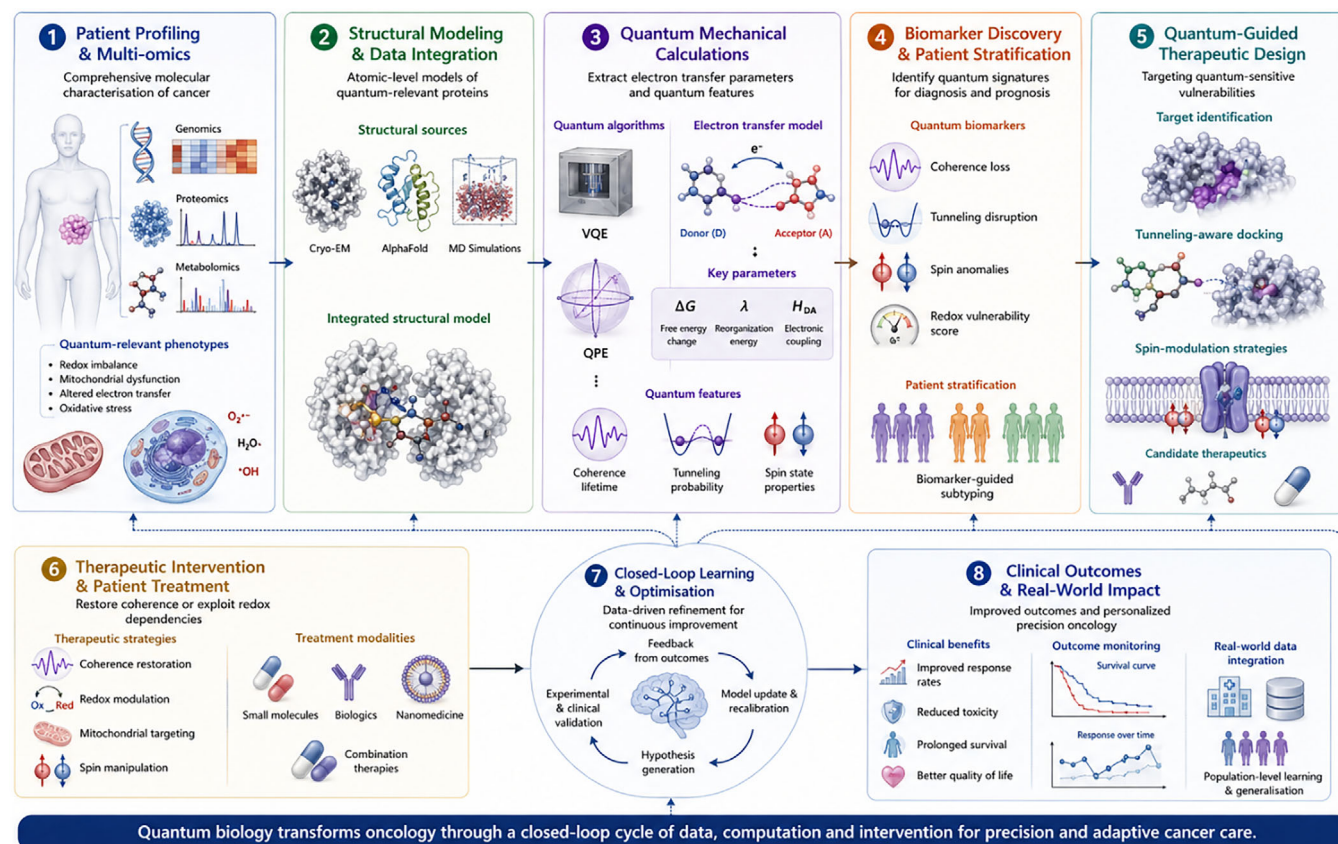 1 Patient Profiling
& Multi-omics
Comprehensive molecular
characterisation of cancer
Genomics
Proteomics
Metabolomics
Quantum-relevant phenotypes
• Redox imbalance
• Mitochondrial dysfunction
• Altered electron transfer
• Oxidative stress
O₂•−
H₂O·
•OH
2 Structural Modeling
& Data Integration
Atomic-level models of
quantum-relevant proteins
Structural sources
Cryo-EM
AlphaFold
MD Simulations
Integrated structural model
3 Quantum Mechanical
Calculations
Extract electron transfer parameters
and quantum features
Quantum algorithms
VQE
QPE
Electron transfer model
e⁻
Donor (D)
Acceptor (A)
Key parameters
ΔG
Free energy
change
λ
Reorganization
energy
H_DA
Electronic
coupling
Quantum features
Coherence
lifetime
Tunneling
probability
Spin state
properties
4 Biomarker Discovery
& Patient Stratification
Identify quantum signatures
for diagnosis and prognosis
Quantum biomarkers
Coherence loss
Tunneling disruption
Spin anomalies
Redox vulnerability
score
Patient stratification
Biomarker-guided
subtyping
5 Quantum-Guided
Therapeutic Design
Targeting quantum-sensitive
vulnerabilities
Target identification
Tunneling-aware docking
Spin-modulation strategies
Candidate therapeutics
6 Therapeutic Intervention
& Patient Treatment
Restore coherence or exploit redox
dependencies
Therapeutic strategies
Coherence restoration
Ox Red
Redox modulation
Mitochondrial targeting
Spin manipulation
Treatment modalities
Small molecules
Biologics
Nanomedicine
Combination
therapies
7 Closed-Loop Learning
& Optimisation
Data-driven refinement for
continuous improvement
Feedback
from outcomes
Model update &
recalibration
Hypothesis
generation
Experimental
& clinical
validation
8 Clinical Outcomes
& Real-World Impact
Improved outcomes and personalized
precision oncology
Clinical benefits
Improved response
rates
Reduced toxicity
Prolonged survival
Better quality of life
Outcome monitoring
Survival curve
Response over time
Real-world data
integration
Population-level learning
& generalisation
Quantum biology transforms oncology through a closed-loop cycle of data, computation and intervention for precision and adaptive cancer care.